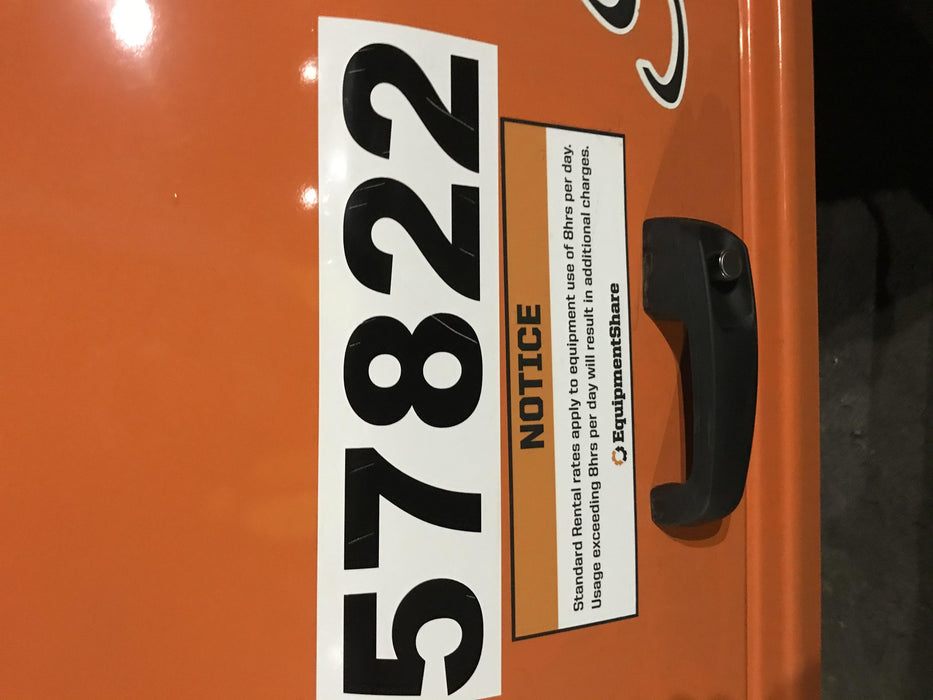 57822
NOTICE
Standard Rental rates apply to equipment use of 8hrs per day.
Usage exceeding 8hrs per day will result in additional charges.
EquipmentShare